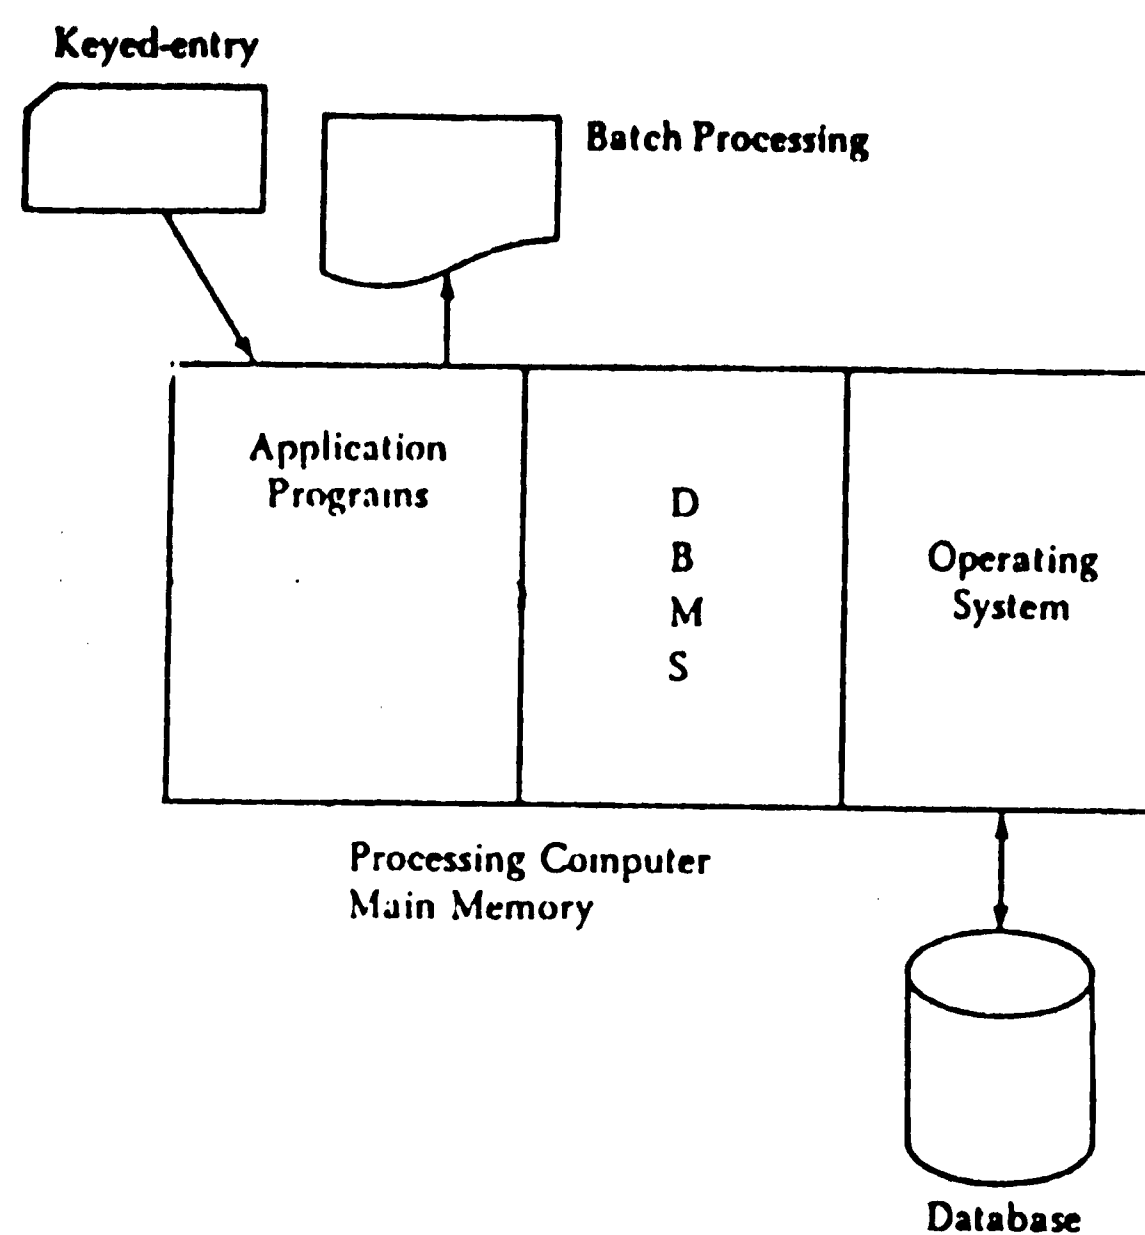 Keyed-entry
Batch Processing
Application
Programs
D
B
M
S
Operating
System
Processing Computer
Main Memory
Database